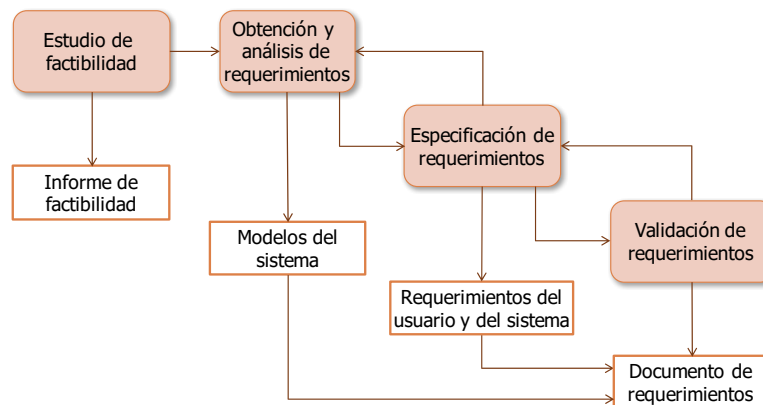 Estudio de
factibilidad
Obtención y
análisis de
requerimientos
Especificación de
requerimientos
Informe de
factibilidad
Modelos del
sistema
Validación de
requerimientos
Requerimientos del
usuario y del sistema
Documento de
requerimientos